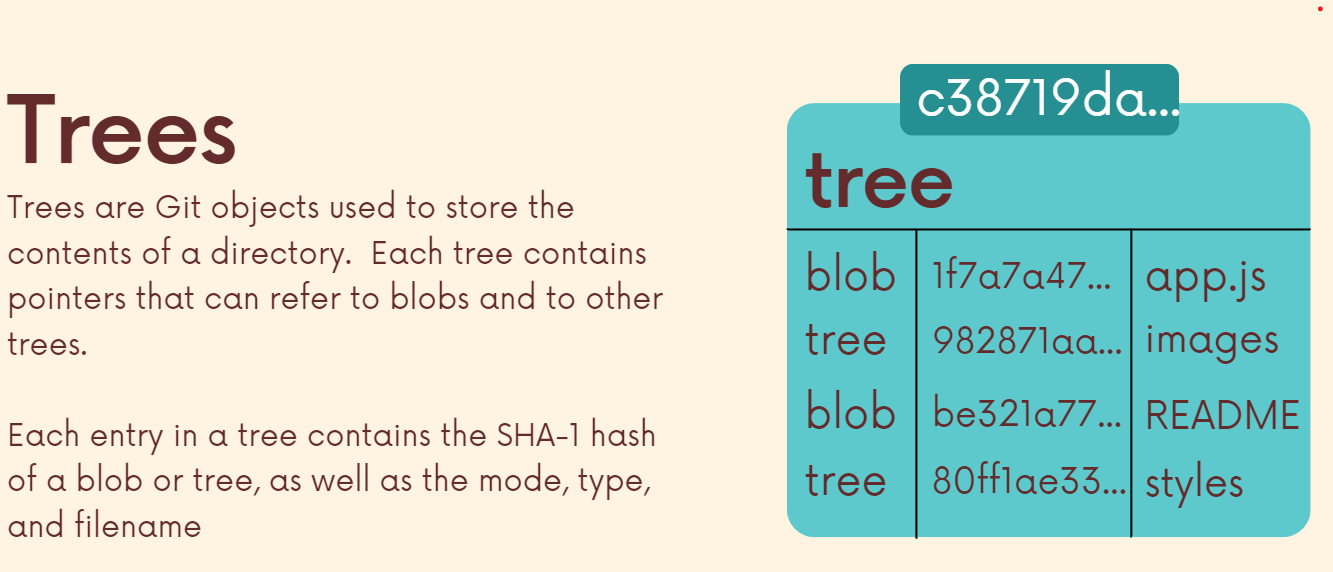 Trees
Trees are Git objects used to store the
contents of a directory.  Each tree contains
pointers that can refer to blobs and to other
trees.
Each entry in a tree contains the SHA-1 hash
of a blob or tree, as well as the mode, type,
and filename
c38719da...
tree
blob 1f7a7a47... app.js
tree 982871aa... images
blob be321a77... README
tree 80ff1ae33... styles